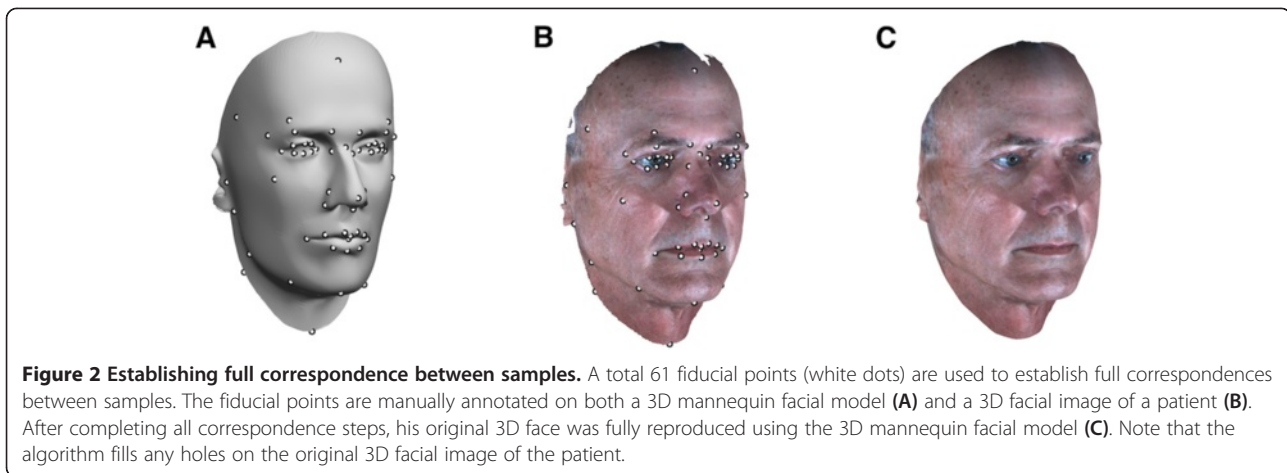 A B C
Figure 2 Establishing full correspondence between samples. A total 61 fiducial points (white dots) are used to establish full correspondences
between samples. The fiducial points are manually annotated on both a 3D mannequin facial model (A) and a 3D facial image of a patient (B).
After completing all correspondence steps, his original 3D face was fully reproduced using the 3D mannequin facial model (C). Note that the
algorithm fills any holes on the original 3D facial image of the patient.